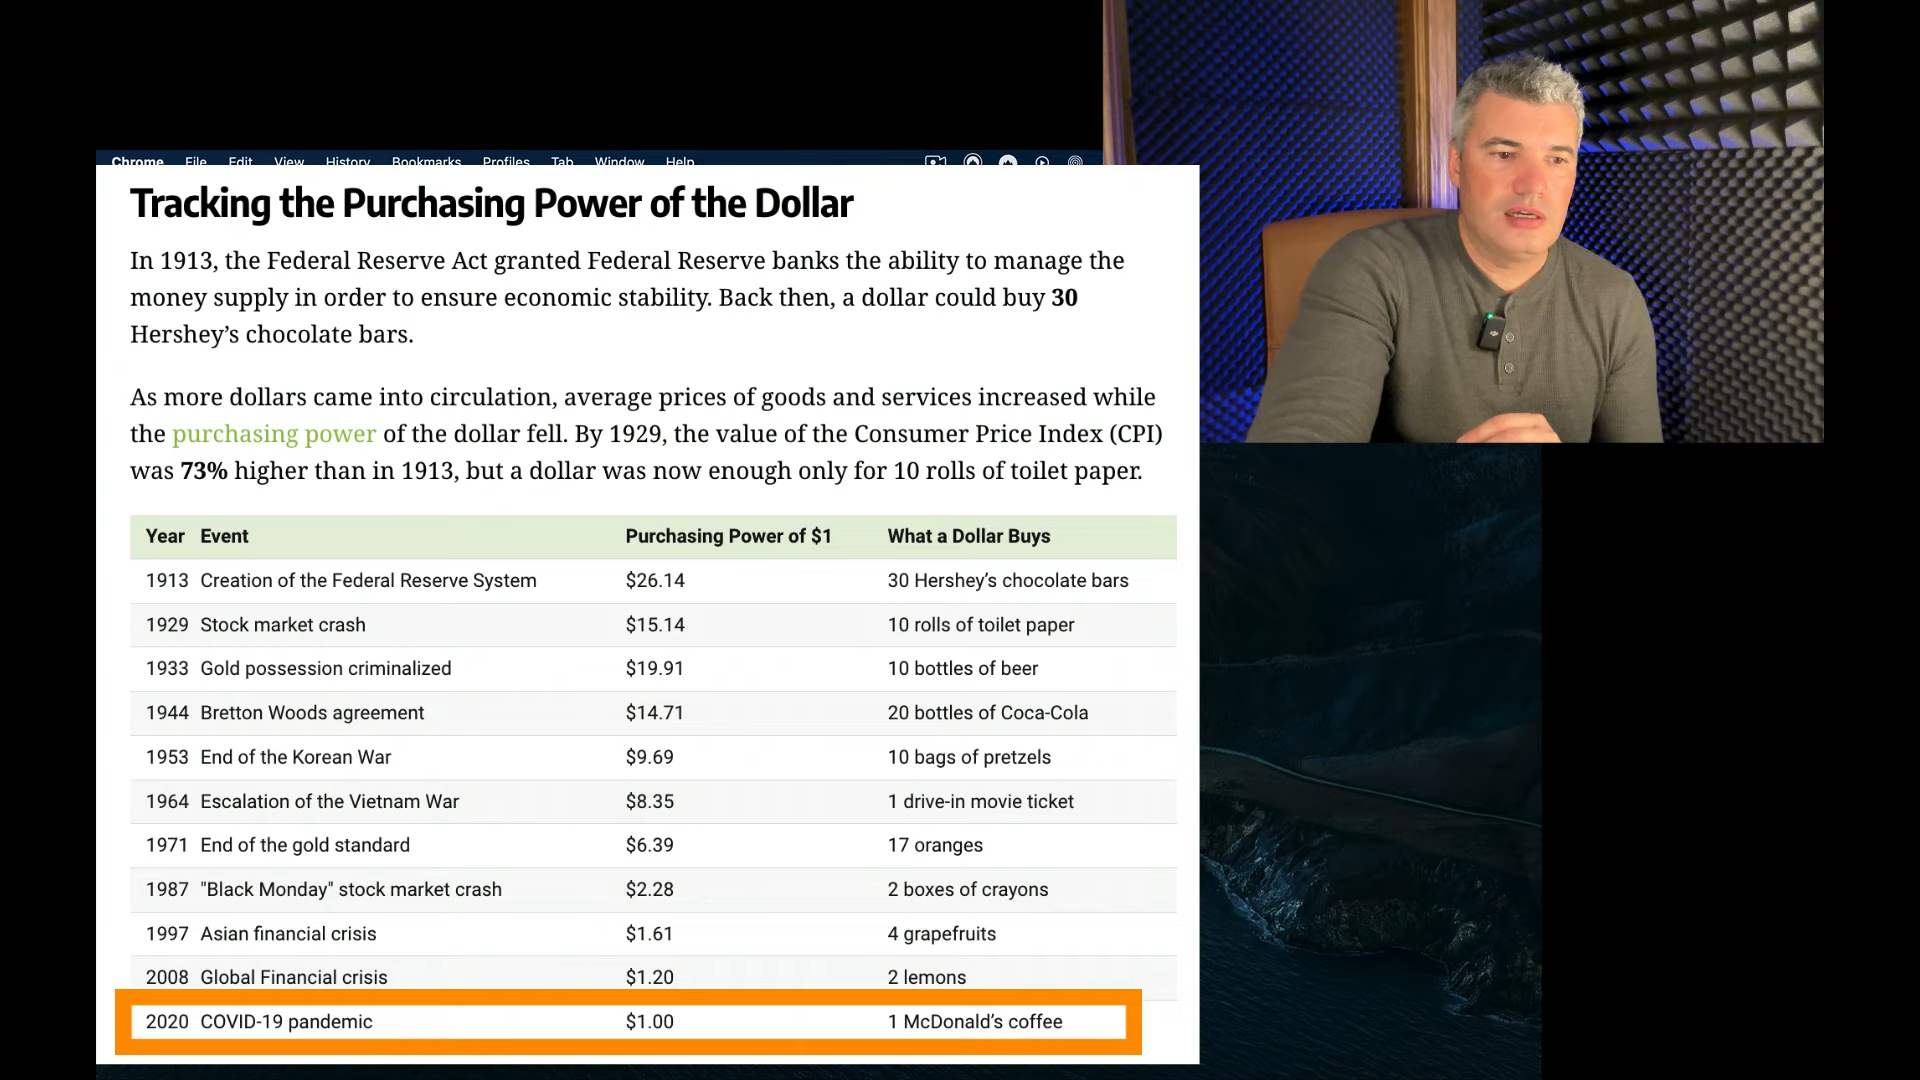 Chrome File Edit View History Bookmarks Profiles Tab Window Help
Tracking the Purchasing Power of the Dollar
In 1913, the Federal Reserve Act granted Federal Reserve banks the ability to manage the
money supply in order to ensure economic stability. Back then, a dollar could buy 30
Hershey’s chocolate bars.
As more dollars came into circulation, average prices of goods and services increased while
the purchasing power of the dollar fell. By 1929, the value of the Consumer Price Index (CPI)
was 73% higher than in 1913, but a dollar was now enough only for 10 rolls of toilet paper.
Year Event Purchasing Power of $1 What a Dollar Buys
1913 Creation of the Federal Reserve System $26.14 30 Hershey’s chocolate bars
1929 Stock market crash $15.14 10 rolls of toilet paper
1933 Gold possession criminalized $19.91 10 bottles of beer
1944 Bretton Woods agreement $14.71 20 bottles of Coca-Cola
1953 End of the Korean War $9.69 10 bags of pretzels
1964 Escalation of the Vietnam War $8.35 1 drive-in movie ticket
1971 End of the gold standard $6.39 17 oranges
1987 "Black Monday" stock market crash $2.28 2 boxes of crayons
1997 Asian financial crisis $1.61 4 grapefruits
2008 Global Financial crisis $1.20 2 lemons
2020 COVID-19 pandemic $1.00 1 McDonald’s coffee